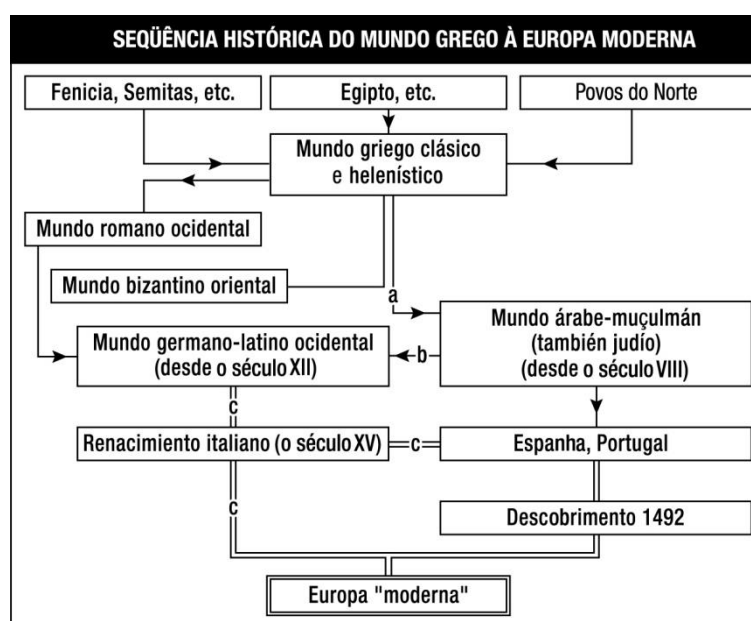 SEQÜÊNCIA HISTÓRICA DO MUNDO GREGO À EUROPA MODERNA
Fenicia, Semitas, etc.
Egipto, etc.
Povos do Norte
Mundo griego clásico
e helenístico
Mundo romano ocidental
Mundo bizantino oriental
a
Mundo árabe-muçulmán
(también judío)
(desde o século VIII)
Mundo germano-latino ocidental
(desde o século XII)
b
c
Renacimiento italiano (o século XV)
c
Espanha, Portugal
c
Descobrimento 1492
Europa "moderna"